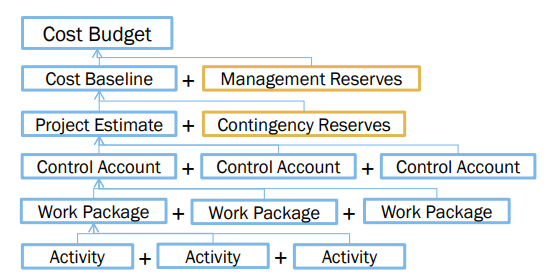 Cost Budget
Cost Baseline + Management Reserves
Project Estimate + Contingency Reserves
Control Account + Control Account + Control Account
Work Package + Work Package + Work Package
Activity + Activity + Activity